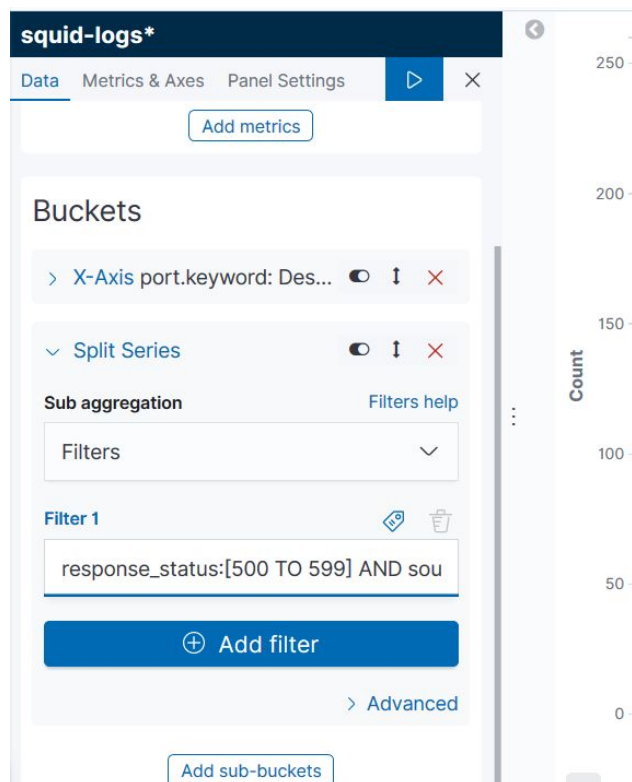 squid-logs*
Data Metrics & Axes Panel Settings
Add metrics
Buckets
X-Axis port.keyword: Des...
Split Series
Sub aggregation Filters help
Filters
Filter 1
response_status:[500 TO 599] AND sou
Add filter
Advanced
Add sub-buckets
250
200
150
100
50
0
Count